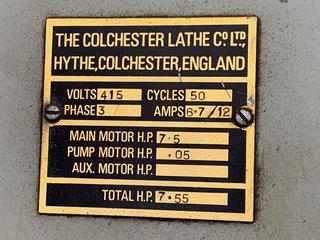 THE COLCHESTER LATHE Co. LTD.,
HYTHE, COLCHESTER, ENGLAND
VOLTS 415 CYCLES 50
PHASE 3 AMPS 6·7/12
MAIN MOTOR H.P. 7·5
PUMP MOTOR H.P. ·05
AUX. MOTOR H.P.
TOTAL H.P. 7·55